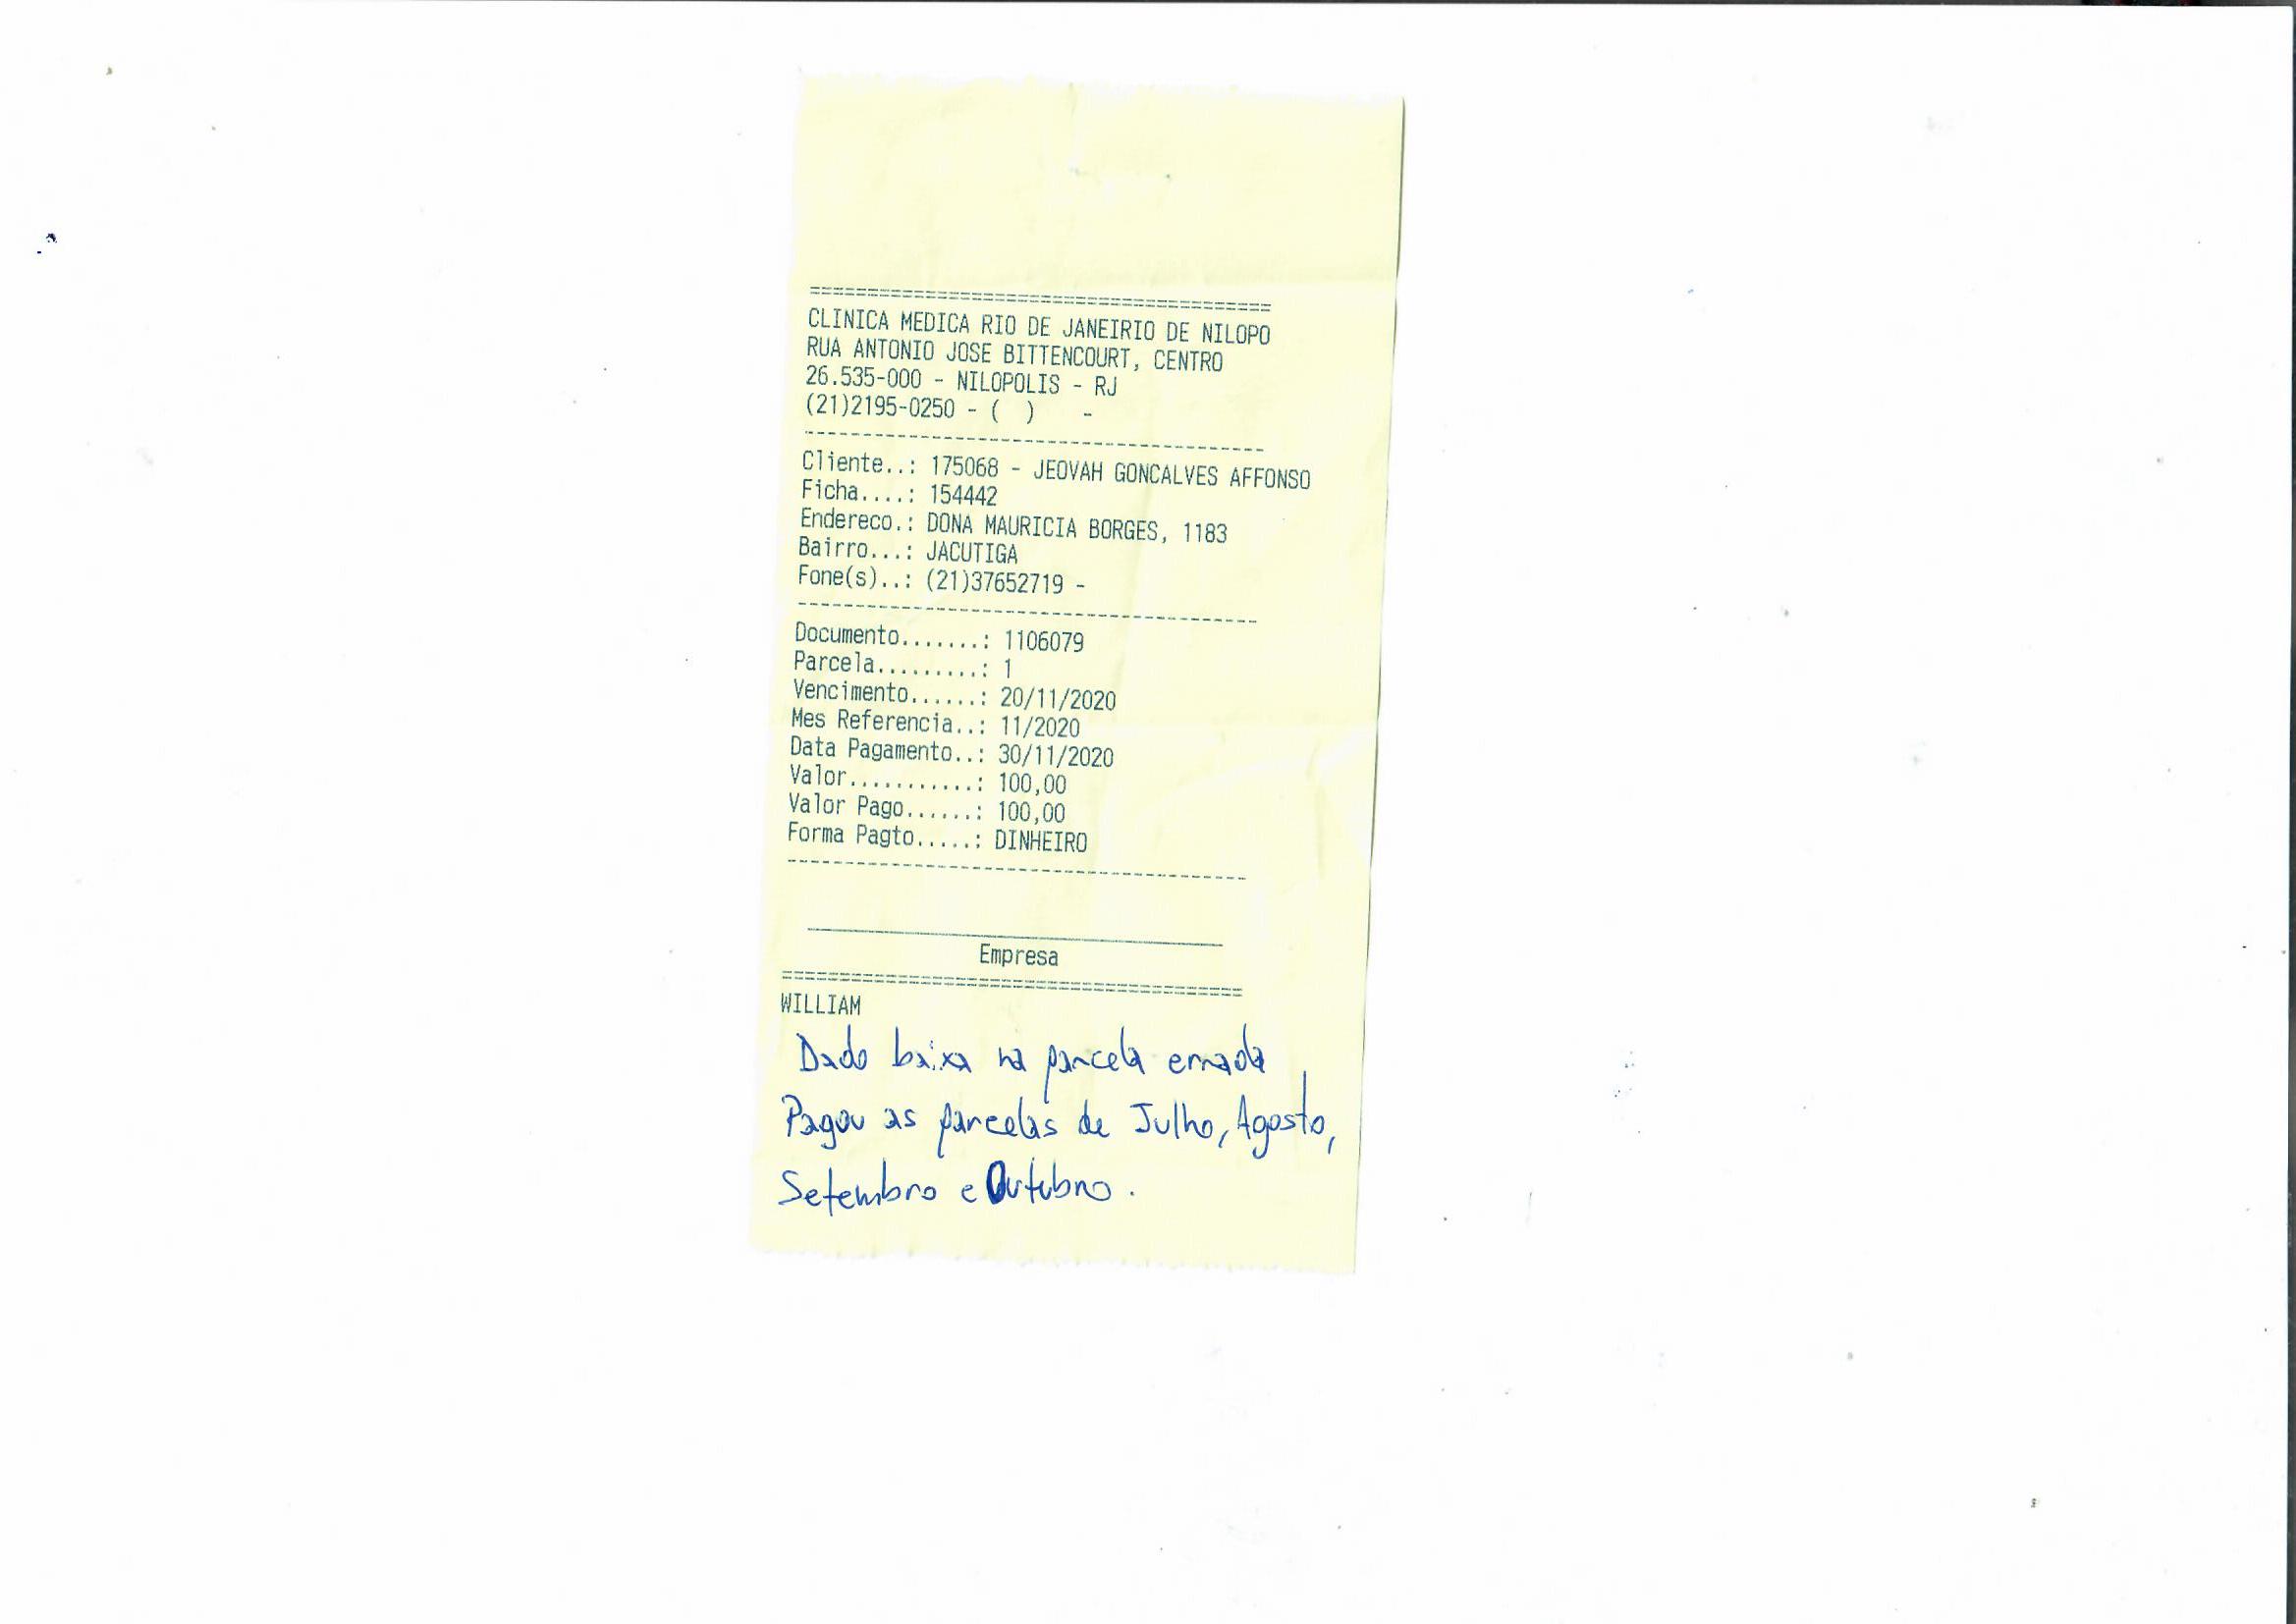 ========================================
CLINICA MEDICA RIO DE JANEIRIO DE NILOPO
RUA ANTONIO JOSE BITTENCOURT, CENTRO
26.535-000 - NILOPOLIS - RJ
(21)2195-0250 - (  )    -
----------------------------------------
Cliente..: 175068 - JEOVAH GONCALVES AFFONSO
Ficha....: 154442
Endereco.: DONA MAURICIA BORGES, 1183
Bairro...: JACUTIGA
Fone(s)..: (21)37652719 -
----------------------------------------
Documento.......: 1106079
Parcela.........: 1
Vencimento......: 20/11/2020
Mes Referencia..: 11/2020
Data Pagamento..: 30/11/2020
Valor...........: 100,00
Valor Pago......: 100,00
Forma Pagto.....: DINHEIRO
----------------------------------------
Empresa
========================================
WILLIAM
Dado baixa na parcela errada
Pagou as parcelas de Julho, Agosto,
Setembro e Outubro.